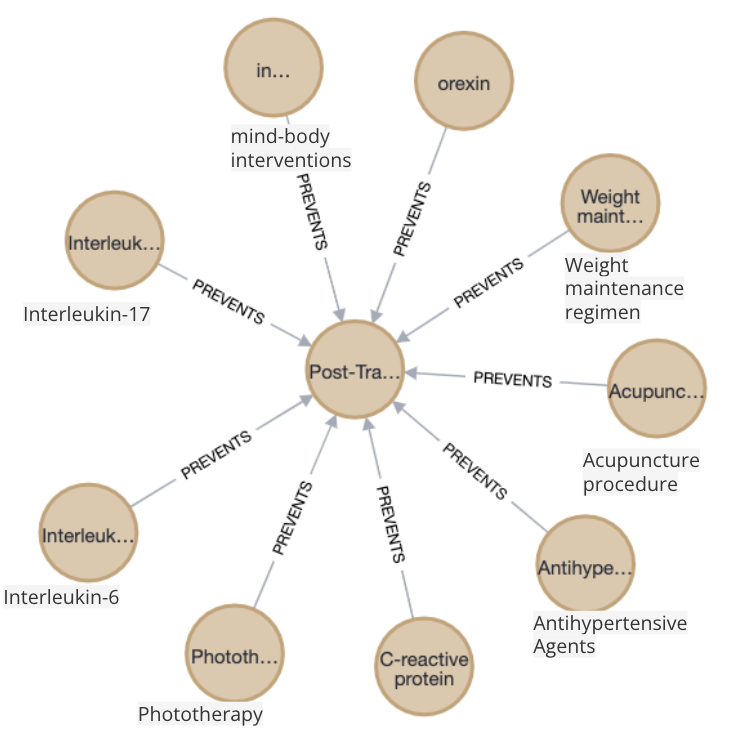 in…
mind-body
interventions
PREVENTS
orexin
PREVENTS
Weight
maint…
Weight
maintenance
regimen
PREVENTS
Interleuk…
Interleukin-17
PREVENTS
Post-Tra…
Acupunc…
Acupuncture
procedure
PREVENTS
Antihype…
Antihypertensive
Agents
PREVENTS
Interleuk…
Interleukin-6
PREVENTS
Phototh…
Phototherapy
PREVENTS
C-reactive
protein
PREVENTS